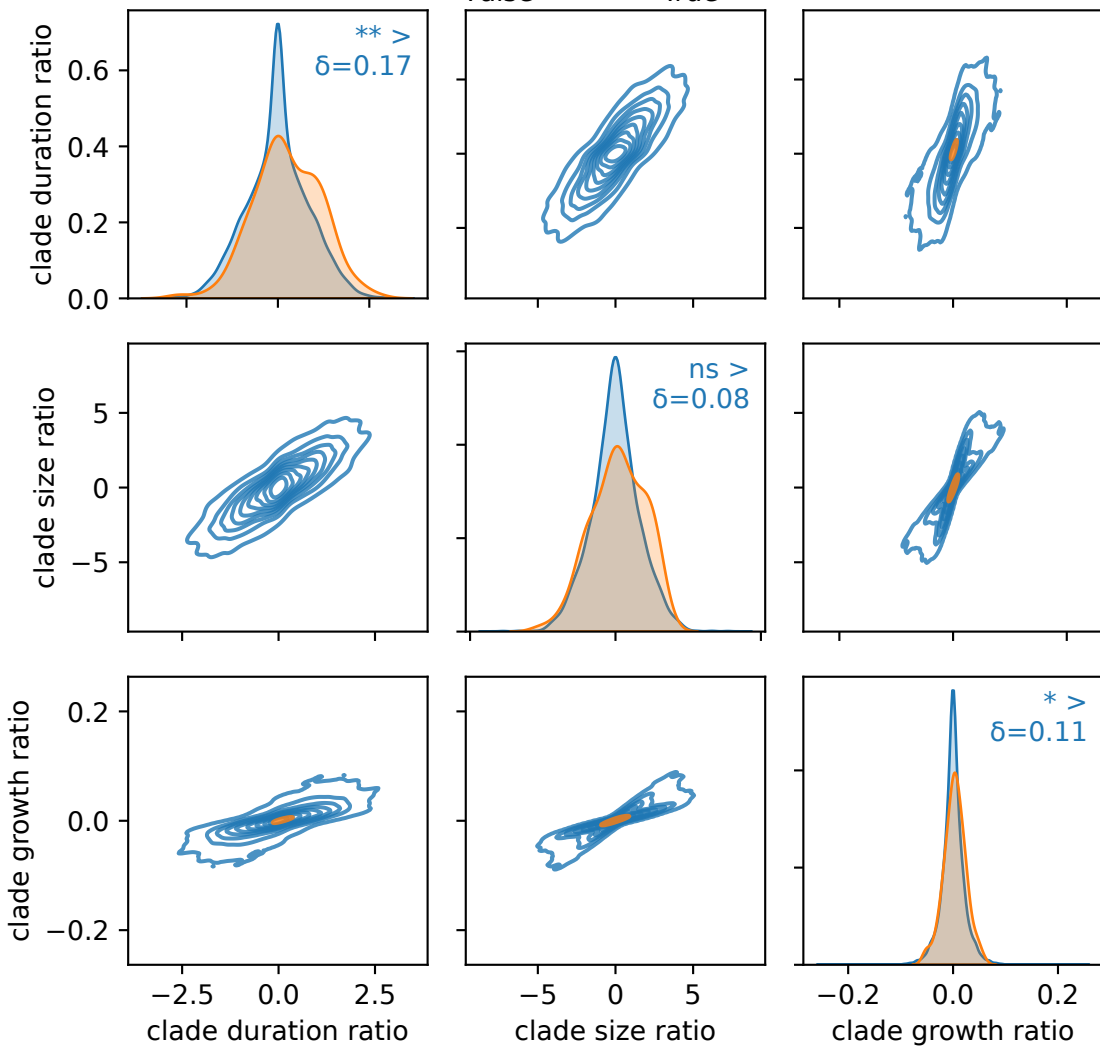 clade duration ratio
0.6
0.4
0.2
0.0
** >
δ=0.17
clade size ratio
5
0
−5
ns >
δ=0.08
clade growth ratio
0.2
0.0
−0.2
* >
δ=0.11
−2.5 0.0 2.5
−5 0 5
−0.2 0.0 0.2
clade duration ratio
clade size ratio
clade growth ratio